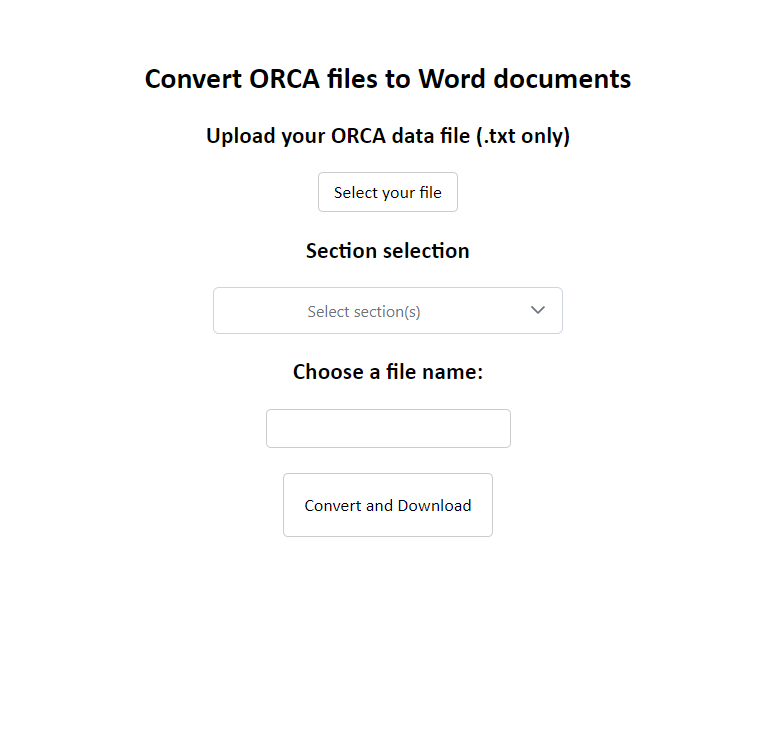 Convert ORCA files to Word documents
Upload your ORCA data file (.txt only)
Select your file
Section selection
Select section(s)
Choose a file name:
Convert and Download